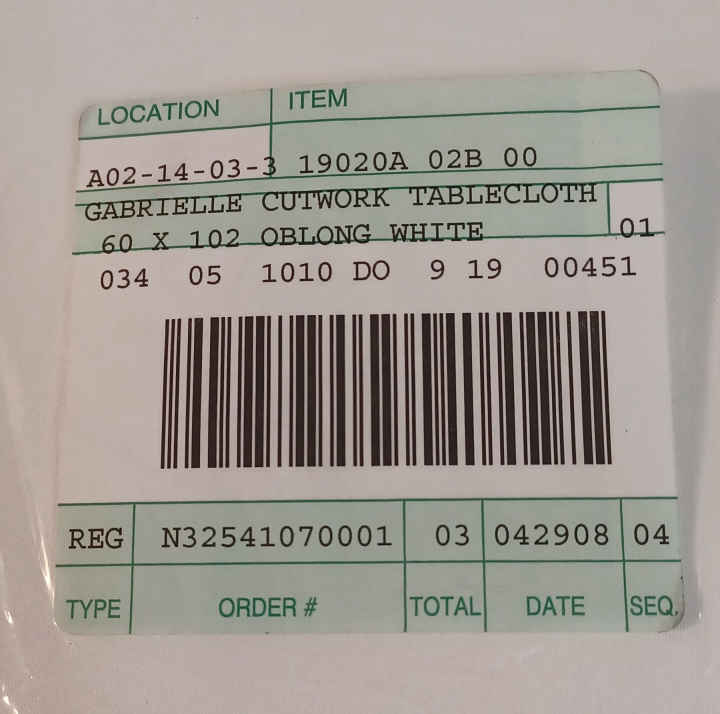 LOCATION ITEM
A02-14-03-3 19020A 02B 00
GABRIELLE CUTWORK TABLECLOTH
60 X 102 OBLONG WHITE 01
034 05 1010 DO 9 19 00451
REG N32541070001 03 042908 04
TYPE ORDER # TOTAL DATE SEQ.